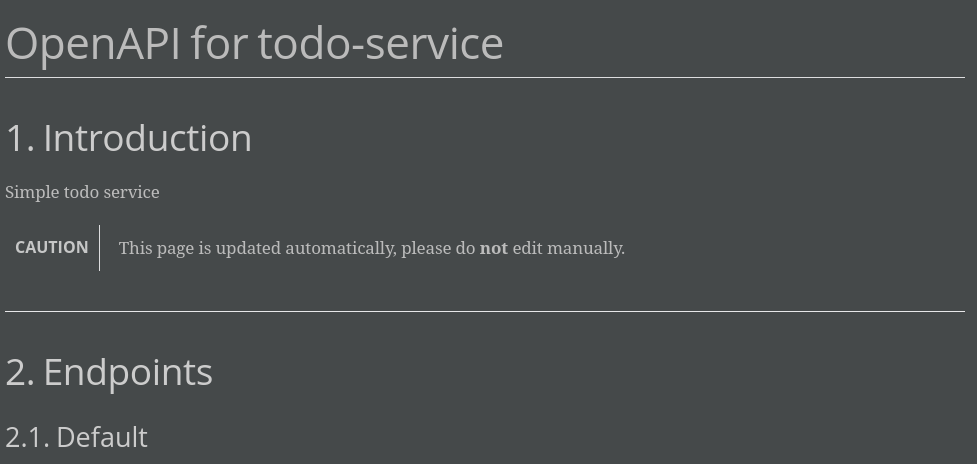 OpenAPI for todo-service
1. Introduction
Simple todo service
CAUTION This page is updated automatically, please do not edit manually.
2. Endpoints
2.1. Default